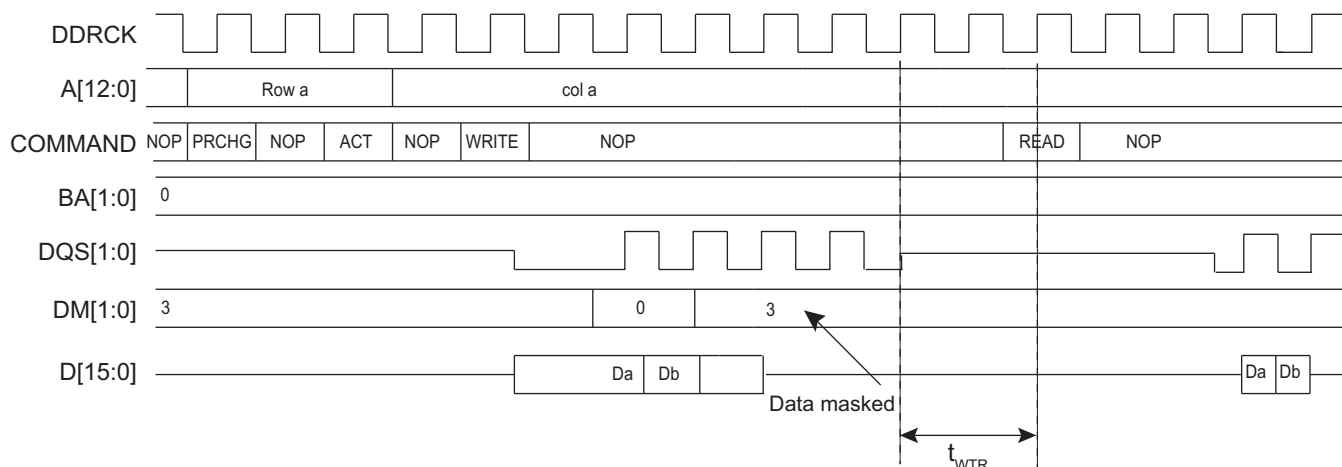 DDRCK
A[12:0] Row a col a
COMMAND NOP PRCHG NOP ACT NOP WRITE NOP READ NOP
BA[1:0] 0
DQS[1:0]
DM[1:0] 3 0 3
D[15:0] Da Db Da Db
Data masked
tWTR